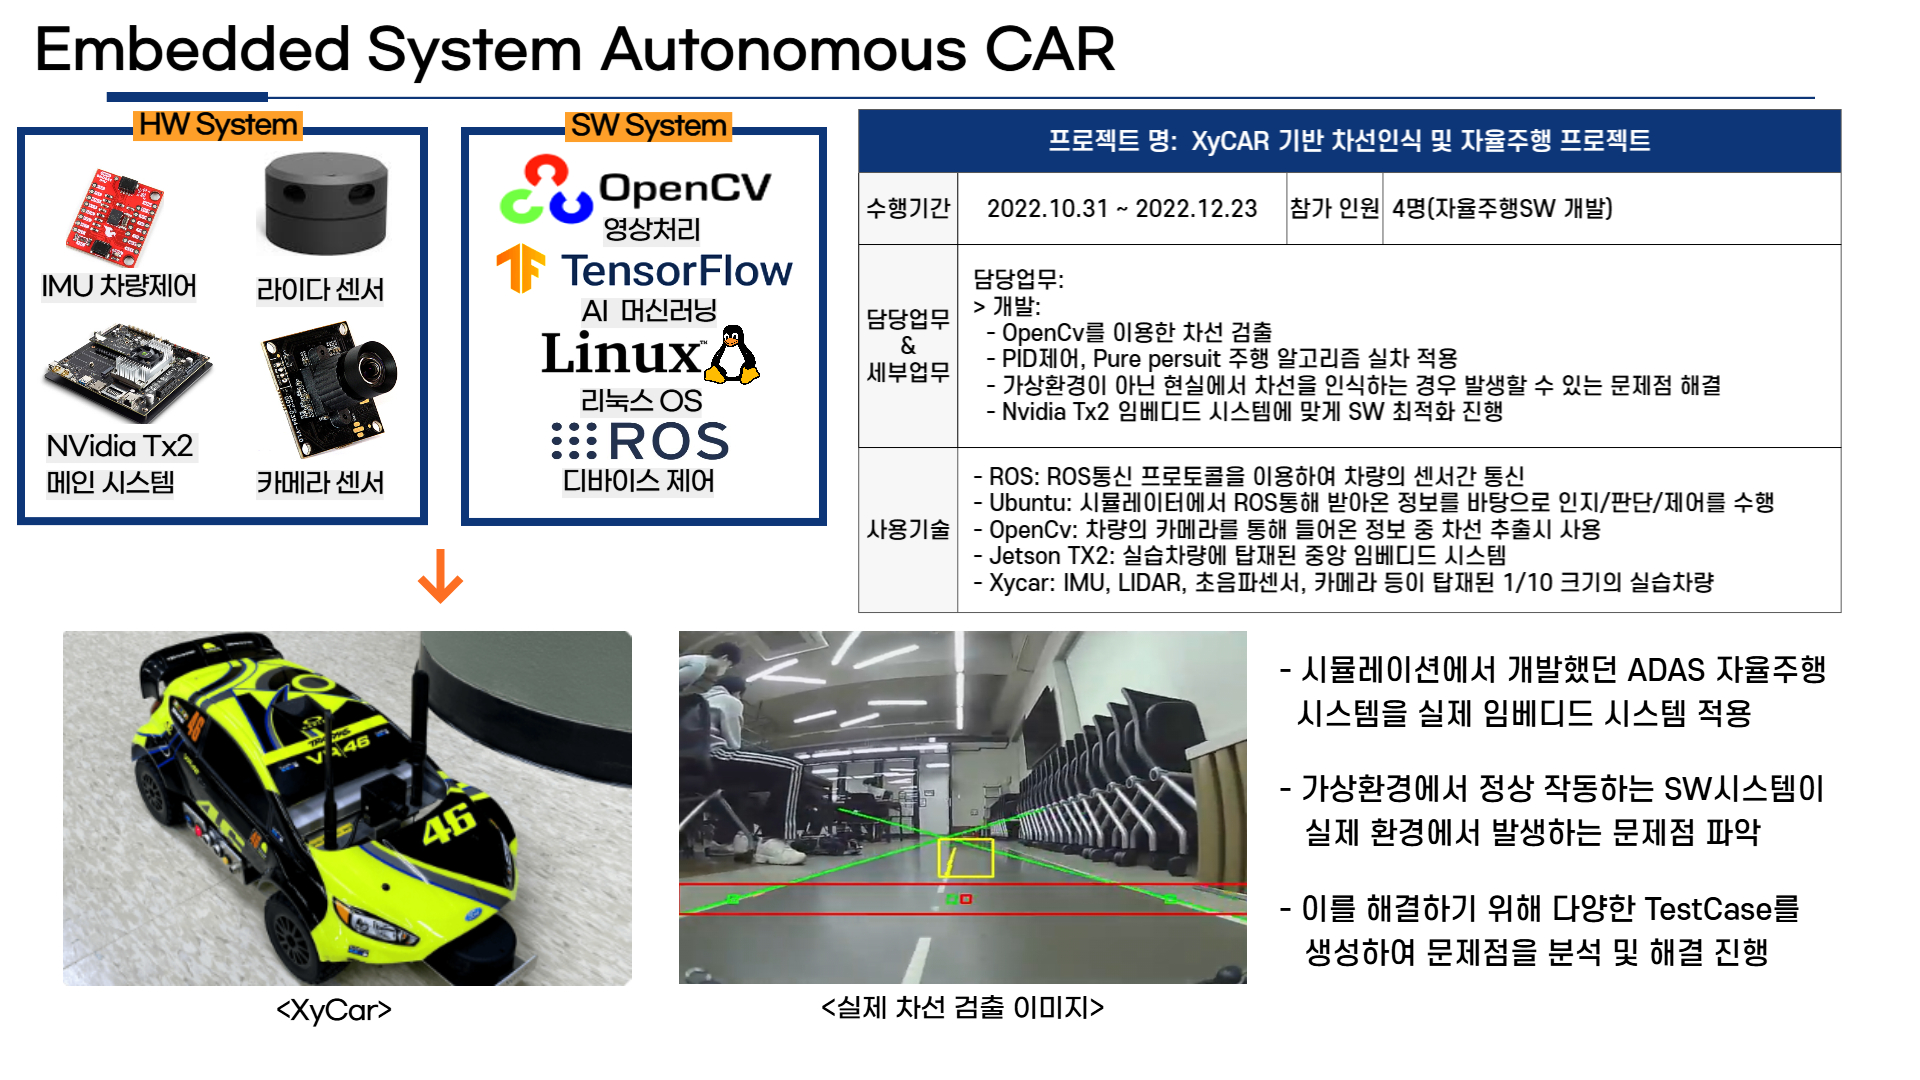 Embedded System Autonomous CAR
HW System
IMU 차량제어
라이다 센서
NVidia Tx2
메인 시스템
카메라 센서
SW System
OpenCV
영상처리
TensorFlow
AI 머신러닝
Linux™
리눅스 OS
ROS
디바이스 제어
프로젝트 명: XyCAR 기반 차선인식 및 자율주행 프로젝트
수행기간
2022.10.31 ~ 2022.12.23
참가 인원
4명(자율주행SW 개발)
담당업무
&
세부업무
담당업무:
> 개발:
- OpenCv를 이용한 차선 검출
- PID제어, Pure persuit 주행 알고리즘 실차 적용
- 가상환경이 아닌 현실에서 차선을 인식하는 경우 발생할 수 있는 문제점 해결
- Nvidia Tx2 임베디드 시스템에 맞게 SW 최적화 진행
사용기술
- ROS: ROS통신 프로토콜을 이용하여 차량의 센서간 통신
- Ubuntu: 시뮬레이터에서 ROS통해 받아온 정보를 바탕으로 인지/판단/제어를 수행
- OpenCv: 차량의 카메라를 통해 들어온 정보 중 차선 추출시 사용
- Jetson TX2: 실습차량에 탑재된 중앙 임베디드 시스템
- Xycar: IMU, LIDAR, 초음파센서, 카메라 등이 탑재된 1/10 크기의 실습차량
46
46
46
<XyCar>
<실제 차선 검출 이미지>
- 시뮬레이션에서 개발했던 ADAS 자율주행
시스템을 실제 임베디드 시스템 적용
- 가상환경에서 정상 작동하는 SW시스템이
실제 환경에서 발생하는 문제점 파악
- 이를 해결하기 위해 다양한 TestCase를
생성하여 문제점을 분석 및 해결 진행